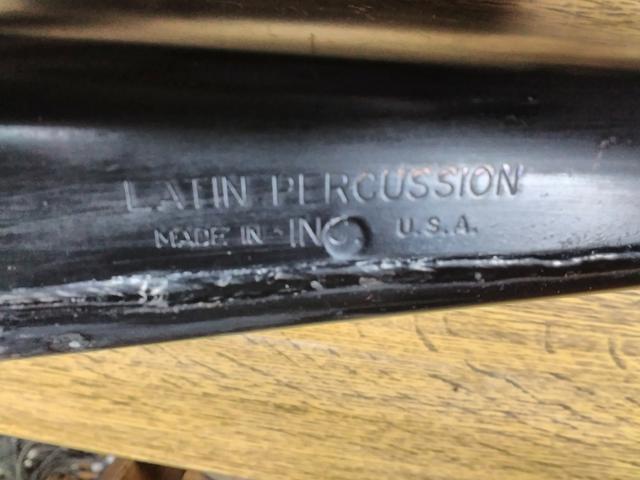 LATIN PERCUSSION
MADE IN INC. U.S.A.